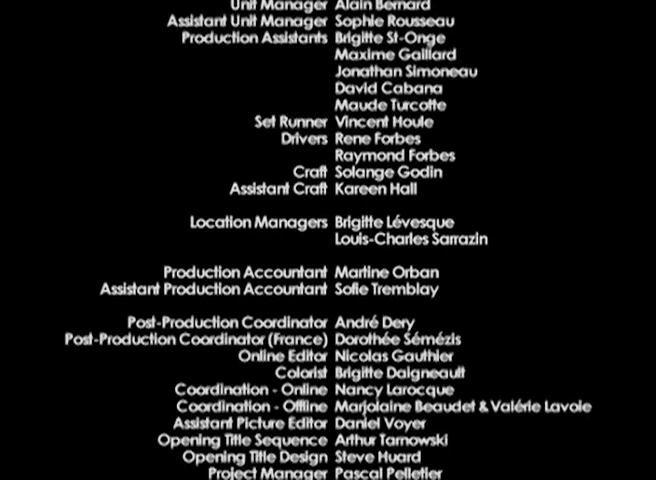 Unit Manager Alain Bernard
Assistant Unit Manager Sophie Rousseau
Production Assistants Brigitte St-Onge
Maxime Gaillard
Jonathan Simoneau
David Cabana
Maude Turcotte
Set Runner Vincent Houle
Drivers Rene Forbes
Raymond Forbes
Craft Solange Godin
Assistant Craft Kareen Hall
Location Managers Brigitte Lévesque
Louis-Charles Sarrazin
Production Accountant Martine Orban
Assistant Production Accountant Sofie Tremblay
Post-Production Coordinator André Dery
Post-Production Coordinator (France) Dorothée Sémézis
Online Editor Nicolas Gauthier
Colorist Brigitte Daigneault
Coordination - Online Nancy Larocque
Coordination - Offline Marjolaine Beaudet & Valérie Lavoie
Assistant Picture Editor Daniel Voyer
Opening Title Sequence Arthur Tarnowski
Opening Title Design Steve Huard
Project Manager Pascal Pelletier